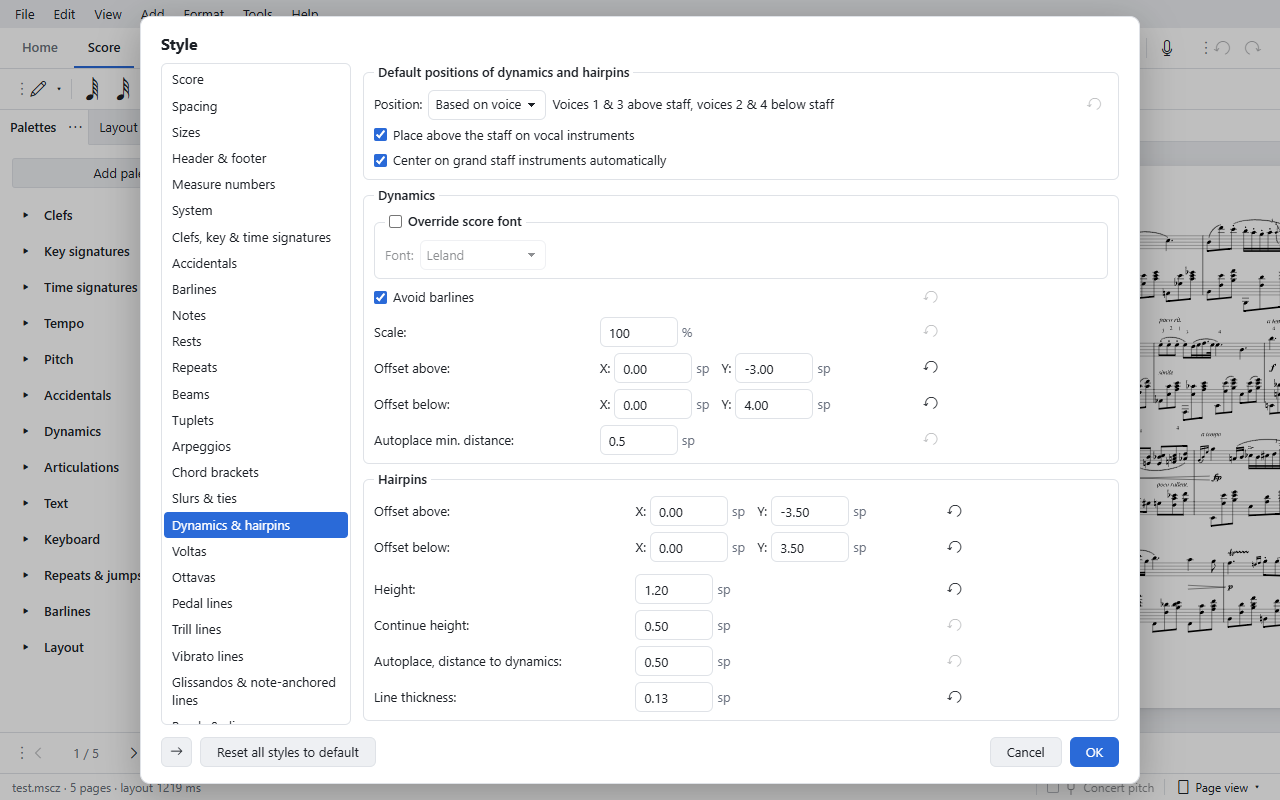 File Edit View Add Format Tools Help
Home Score
Palettes ··· Layout
Clefs
Key signatures
Time signatures
Tempo
Pitch
Accidentals
Dynamics
Articulations
Text
Keyboard
Repeats & jumps
Barlines
Layout
1 / 5
Style
Score
Spacing
Sizes
Header & footer
Measure numbers
System
Clefs, key & time signatures
Accidentals
Barlines
Notes
Rests
Repeats
Beams
Tuplets
Arpeggios
Chord brackets
Slurs & ties
Dynamics & hairpins
Voltas
Ottavas
Pedal lines
Trill lines
Vibrato lines
Glissandos & note-anchored
lines
Default positions of dynamics and hairpins
Position: Based on voice Voices 1 & 3 above staff, voices 2 & 4 below staff
Place above the staff on vocal instruments
Center on grand staff instruments automatically
Dynamics
Override score font
Font: Leland
Avoid barlines
Scale: 100 %
Offset above: X: 0.00 sp Y: -3.00 sp
Offset below: X: 0.00 sp Y: 4.00 sp
Autoplace min. distance: 0.5 sp
Hairpins
Offset above: X: 0.00 sp Y: -3.50 sp
Offset below: X: 0.00 sp Y: 3.50 sp
Height: 1.20 sp
Continue height: 0.50 sp
Autoplace, distance to dynamics: 0.50 sp
Line thickness: 0.13 sp
→ Reset all styles to default Cancel OK
poco rit.
simile
a tempo
poco rallent.
test.mscz · 5 pages · layout 1219 ms Concert pitch Page view